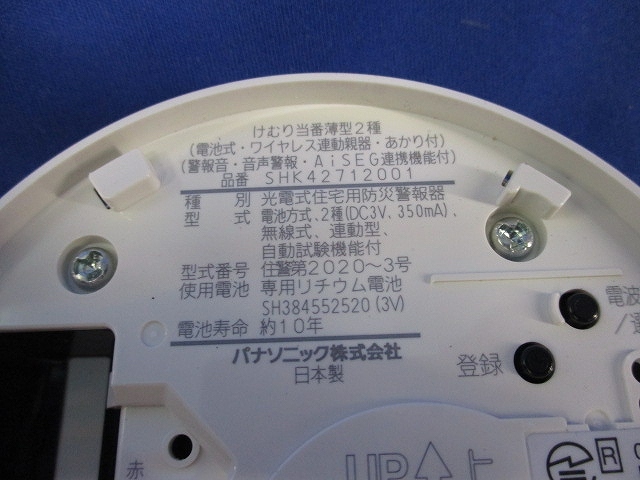 けむり当番薄型2種
(電池式・ワイヤレス連動親器・あかり付)
(警報音・音声警報・AiSEG連携機能付)
品番 SHK42712001
種別 光電式住宅用防災警報器
型式 電池方式、2種(DC3V, 350mA)、
無線式、連動型、
自動試験機能付
型式番号 住警第2020〜3号
使用電池 専用リチウム電池
SH384552520 (3V)
電池寿命 約10年
パナソニック株式会社
日本製
電波
登録
赤
UP
上
R